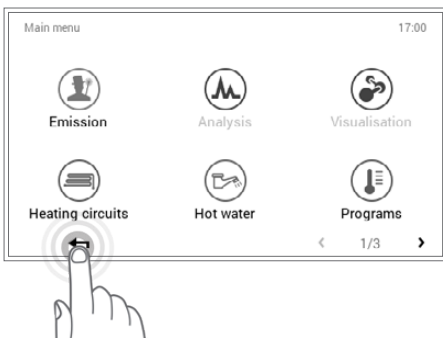 Main menu 17:00
Emission Analysis Visualisation
Heating circuits Hot water Programs
< 1/3 >